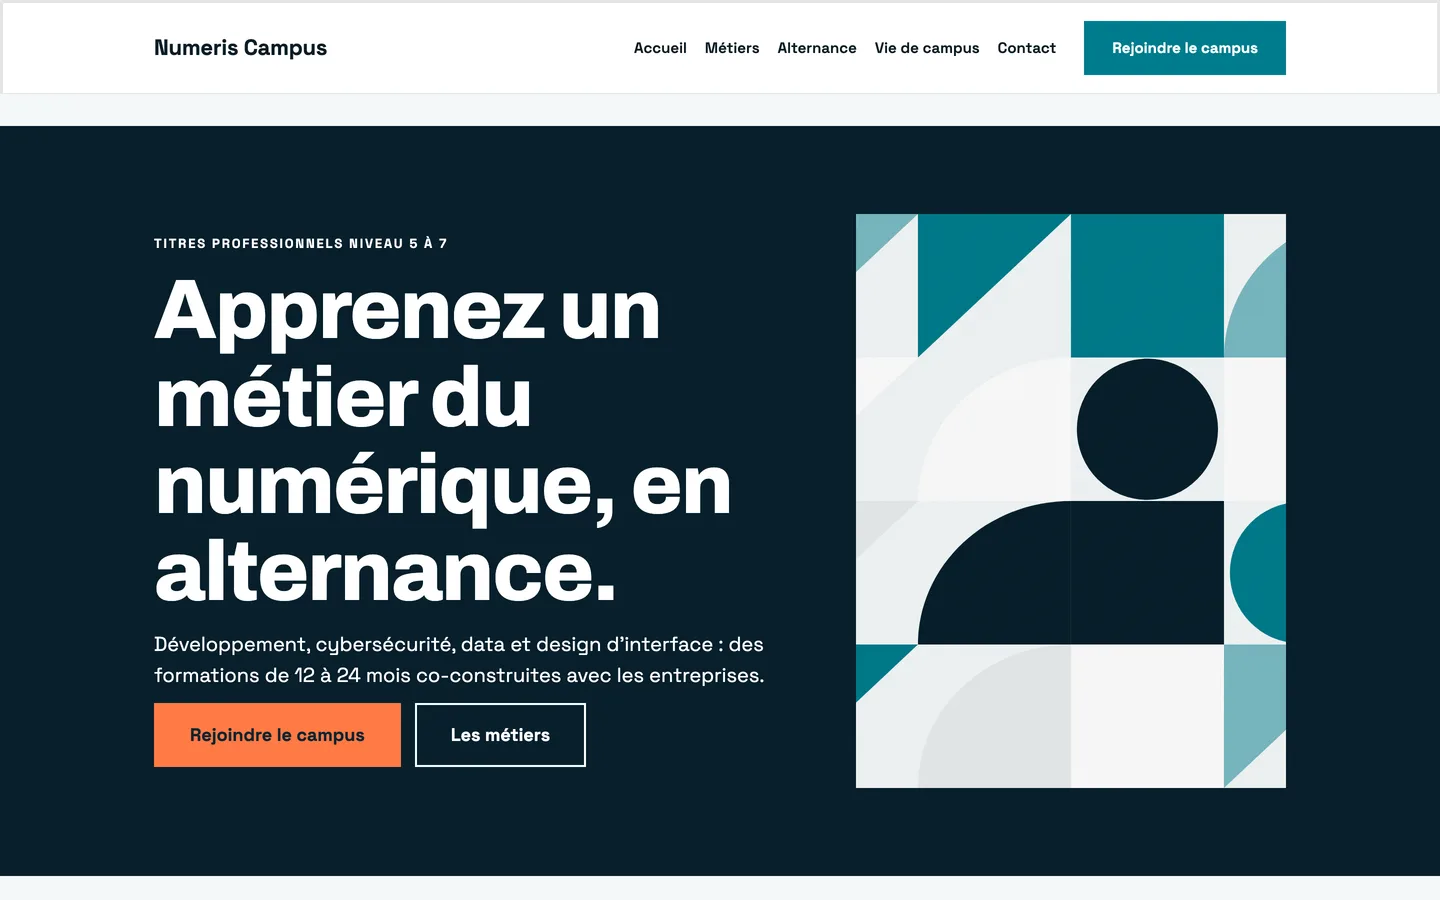 Numeris Campus
Accueil Métiers Alternance Vie de campus Contact Rejoindre le campus
TITRES PROFESSIONNELS NIVEAU 5 À 7
Apprenez un
métier du
numérique, en
alternance.
Développement, cybersécurité, data et design d’interface : des
formations de 12 à 24 mois co-construites avec les entreprises.
Rejoindre le campus Les métiers